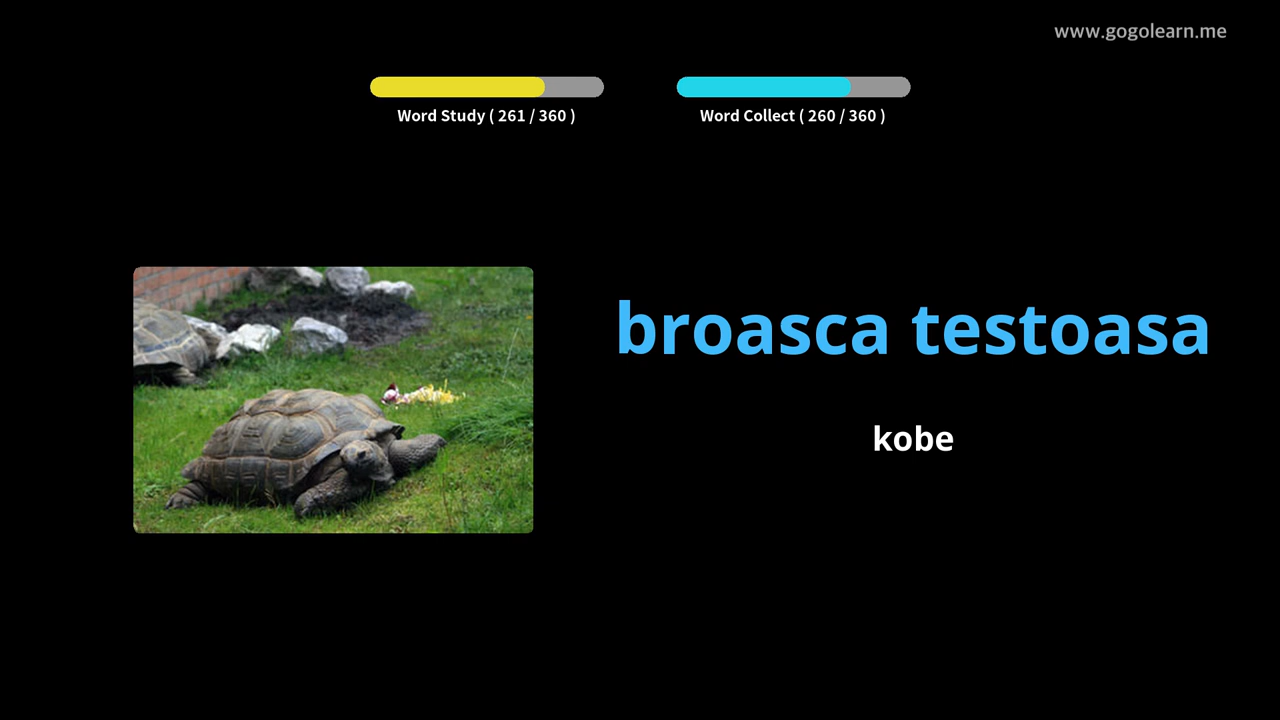 www.gogolearn.me
Word Study ( 261 / 360 )
Word Collect ( 260 / 360 )
broasca testoasa
kobe